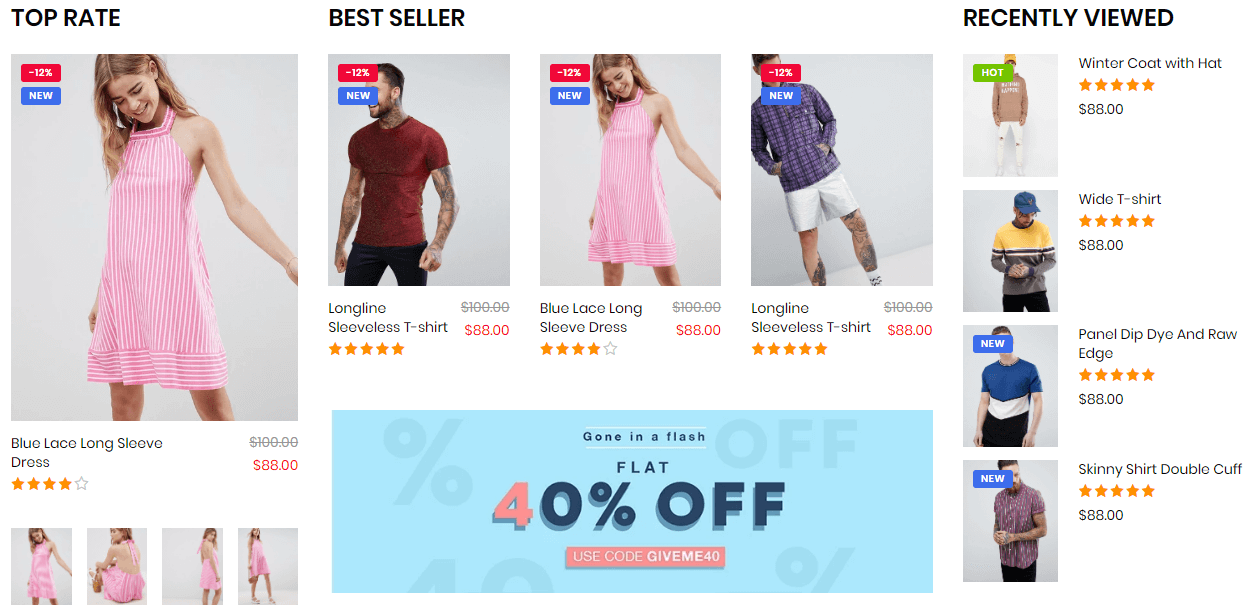 TOP RATE
-12%
NEW
Blue Lace Long Sleeve
Dress
$100.00
$88.00
BEST SELLER
-12%
NEW
Longline
Sleeveless T-shirt
$100.00
$88.00
-12%
NEW
Blue Lace Long
Sleeve Dress
$100.00
$88.00
-12%
NEW
Longline
Sleeveless T-shirt
$100.00
$88.00
% OFF
Gone in a flash
FLAT
40% OFF
USE CODE GIVEME40
40 %
RECENTLY VIEWED
HOT
Winter Coat with Hat
$88.00
Wide T-shirt
$88.00
NEW
Panel Dip Dye And Raw
Edge
$88.00
NEW
Skinny Shirt Double Cuff
$88.00